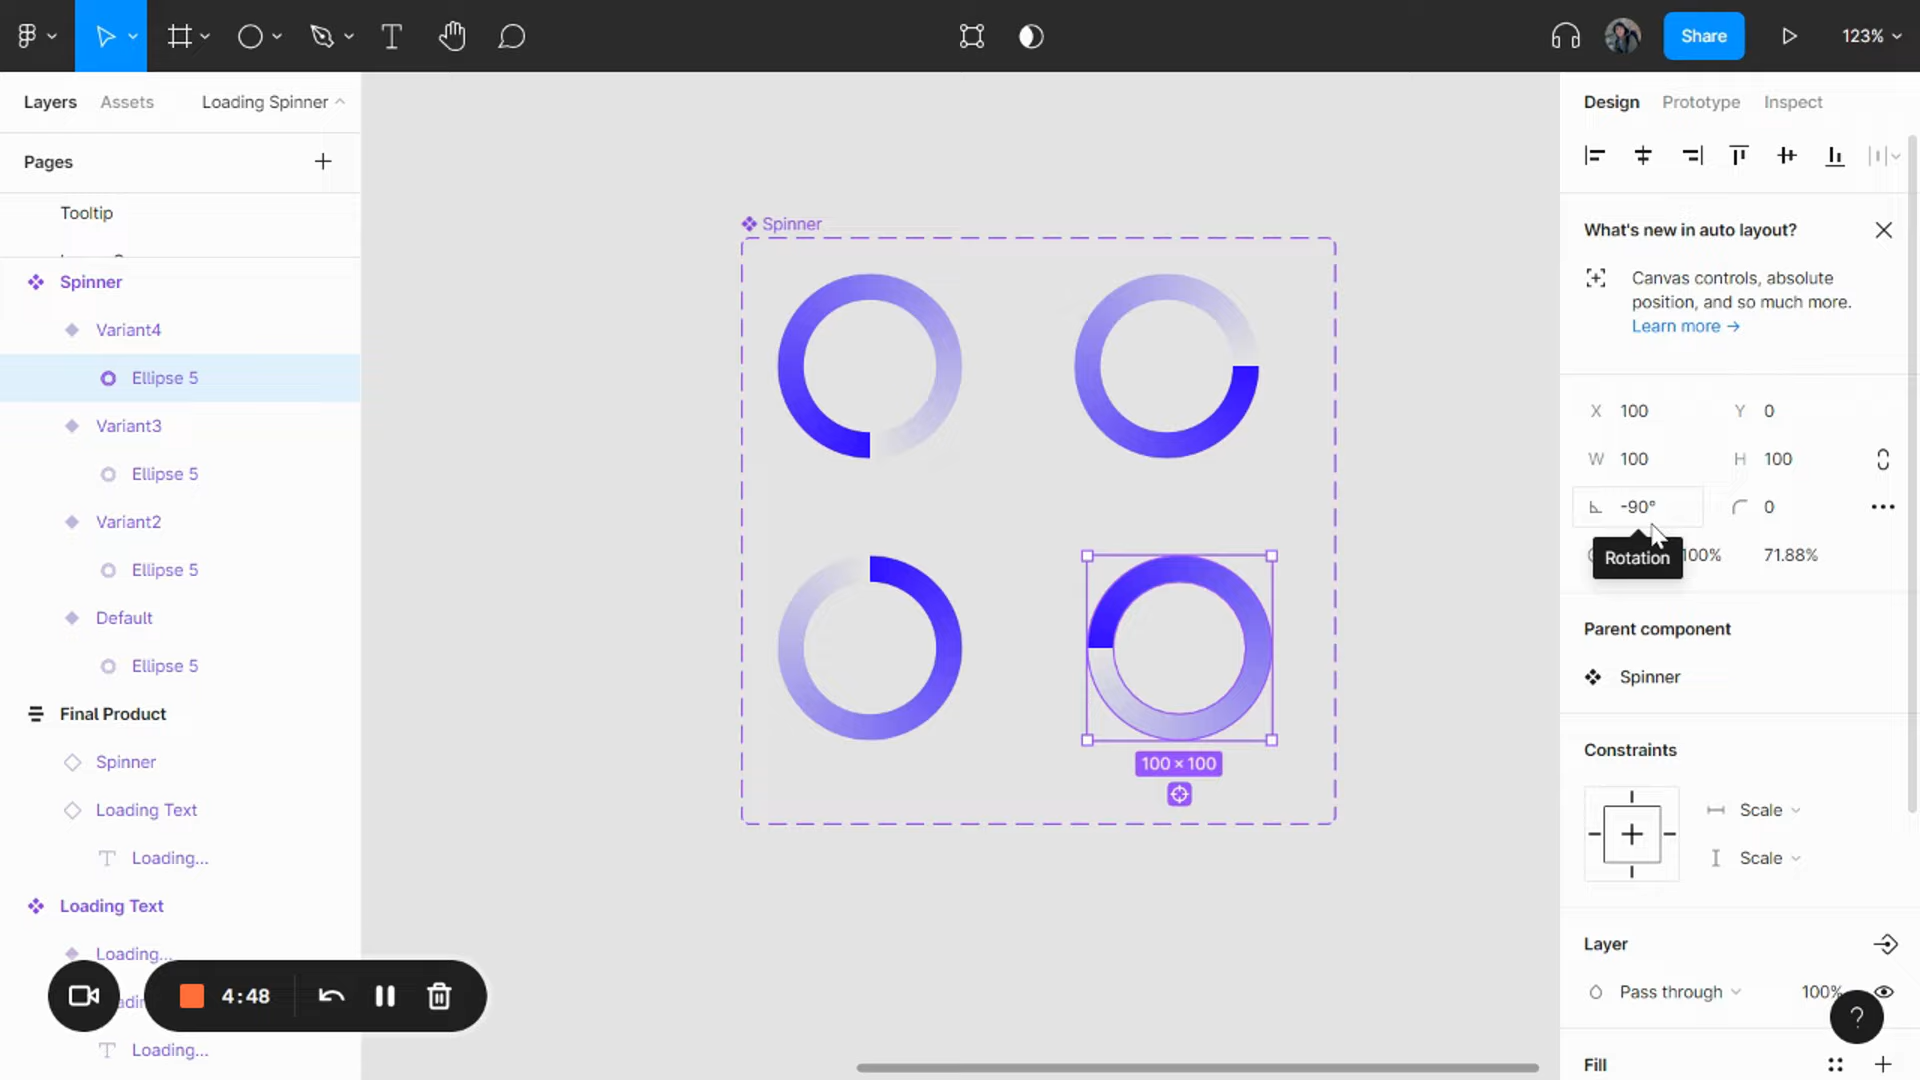 Share
123%
Layers
Assets
Loading Spinner
Design
Prototype
Inspect
Pages
Tooltip
Spinner
Variant4
Ellipse 5
Variant3
Ellipse 5
Variant2
Ellipse 5
Default
Ellipse 5
Final Product
Spinner
Loading Text
Loading...
Loading Text
Loading...
Loading...
4:48
Spinner
100 × 100
What's new in auto layout?
Canvas controls, absolute
position, and so much more.
Learn more →
X 100
Y 0
W 100
H 100
-90°
0
Rotation
100%
71.88%
Parent component
Spinner
Constraints
Scale
Scale
Layer
Pass through
100%
?
Fill